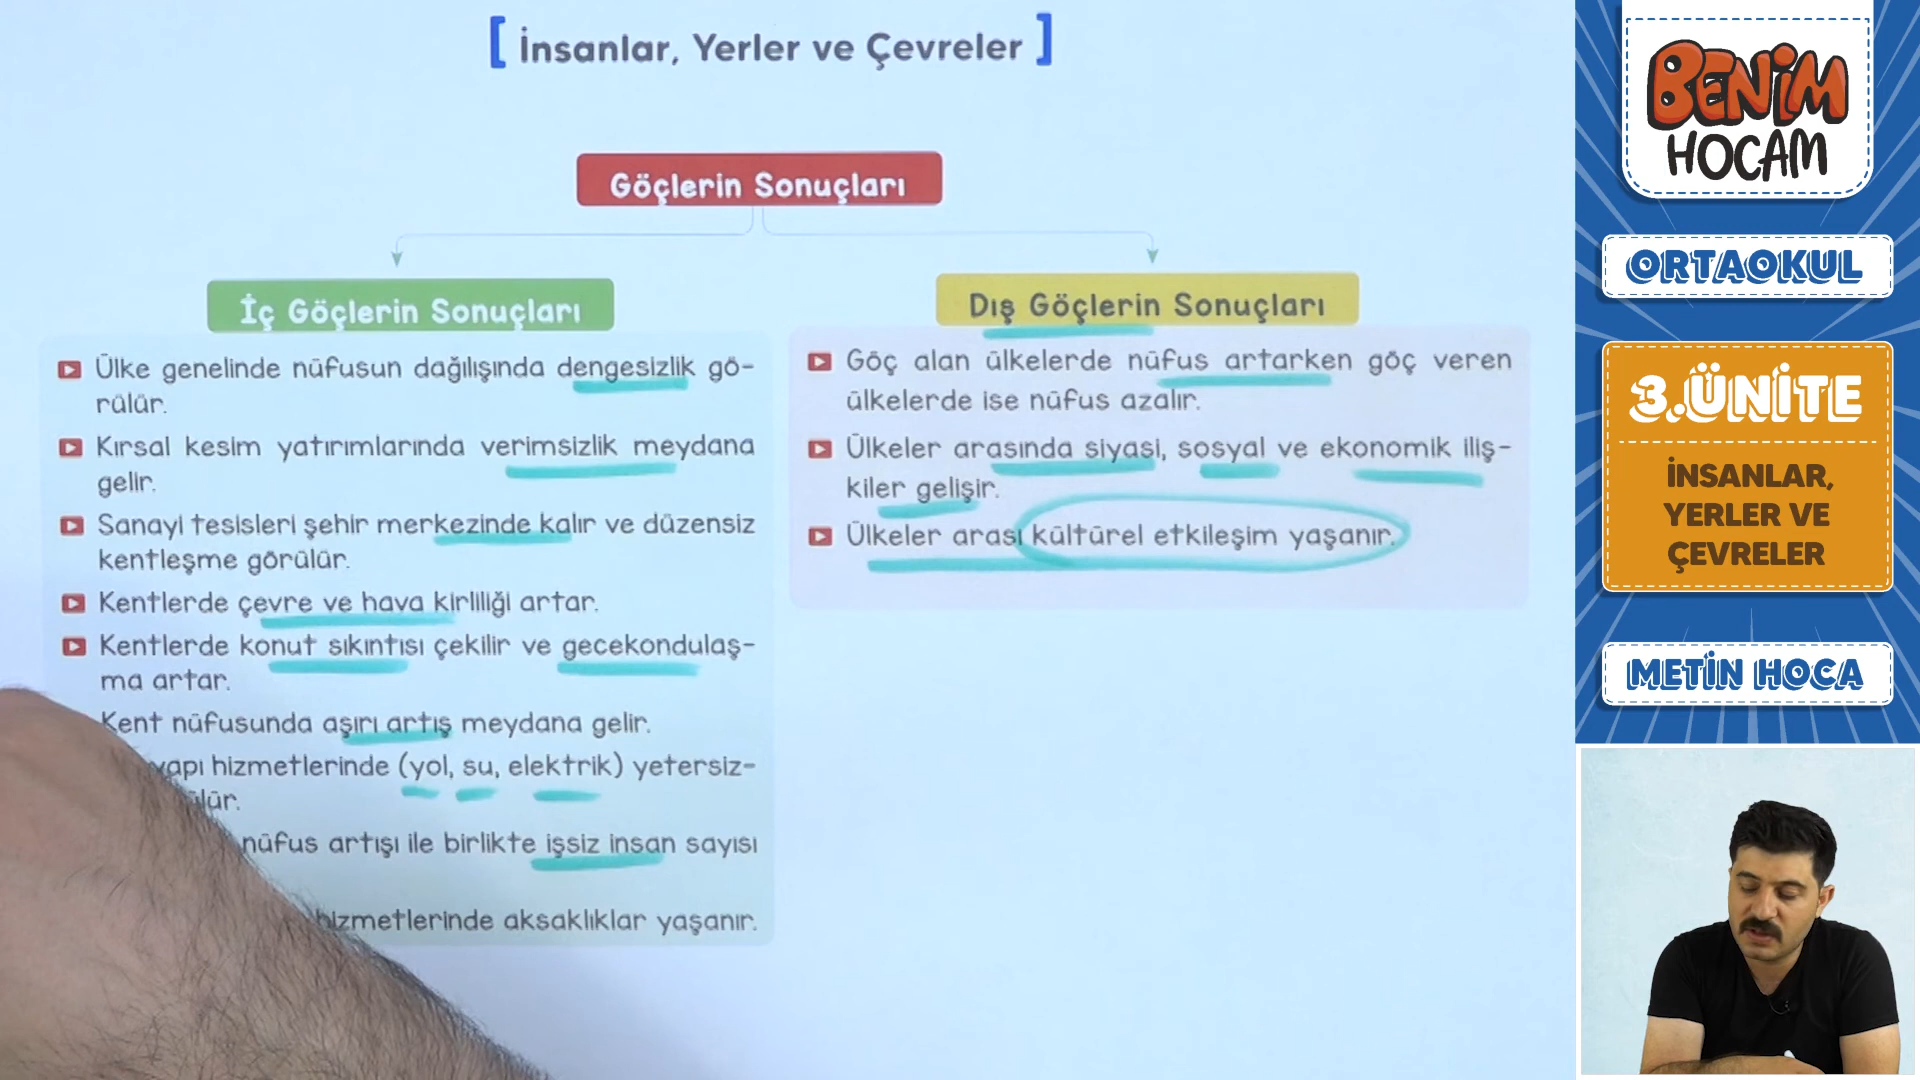 [ İnsanlar, Yerler ve Çevreler ]
Göçlerin Sonuçları
İç Göçlerin Sonuçları
Ülke genelinde nüfusun dağılışında dengesizlik gö-
rülür.
Kırsal kesim yatırımlarında verimsizlik meydana
gelir.
Sanayi tesisleri şehir merkezinde kalır ve düzensiz
kentleşme görülür.
Kentlerde çevre ve hava kirliliği artar.
Kentlerde konut sıkıntısı çekilir ve gecekondulaş-
ma artar.
Kent nüfusunda aşırı artış meydana gelir.
hizmetlerinde (yol, su, elektrik) yetersiz-
nüfus artışı ile birlikte işsiz insan sayısı
hizmetlerinde aksaklıklar yaşanır.
Dış Göçlerin Sonuçları
Göç alan ülkelerde nüfus artarken göç veren
ülkelerde ise nüfus azalır.
Ülkeler arasında siyasi, sosyal ve ekonomik iliş-
kiler gelişir.
Ülkeler arası kültürel etkileşim yaşanır.
BENİM
HOCAM
ORTAOKUL
3.ÜNİTE
İNSANLAR,
YERLER VE
ÇEVRELER
METİN HOCA